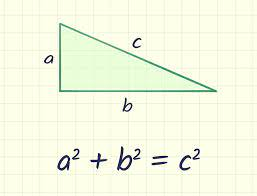 c
a
b
a² + b² = c²